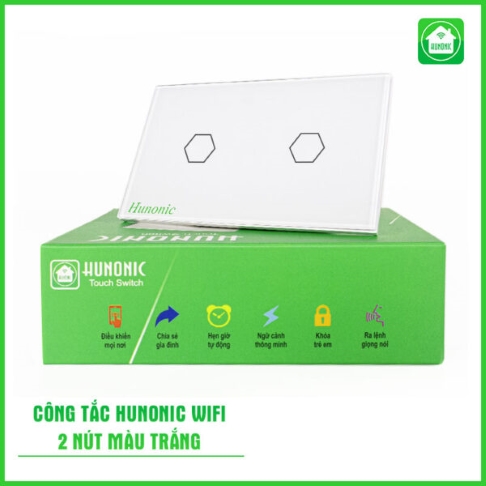 HUNONIC
Hunonic
HUNONIC
HUNONIC
Touch Switch
Điều khiển
mọi nơi
Chia sẻ
gia đình
Hẹn giờ
tự động
Ngữ cảnh
thông minh
Khóa
trẻ em
Ra lệnh
giọng nói
CÔNG TẮC HUNONIC WIFI
2 NÚT MÀU TRẮNG